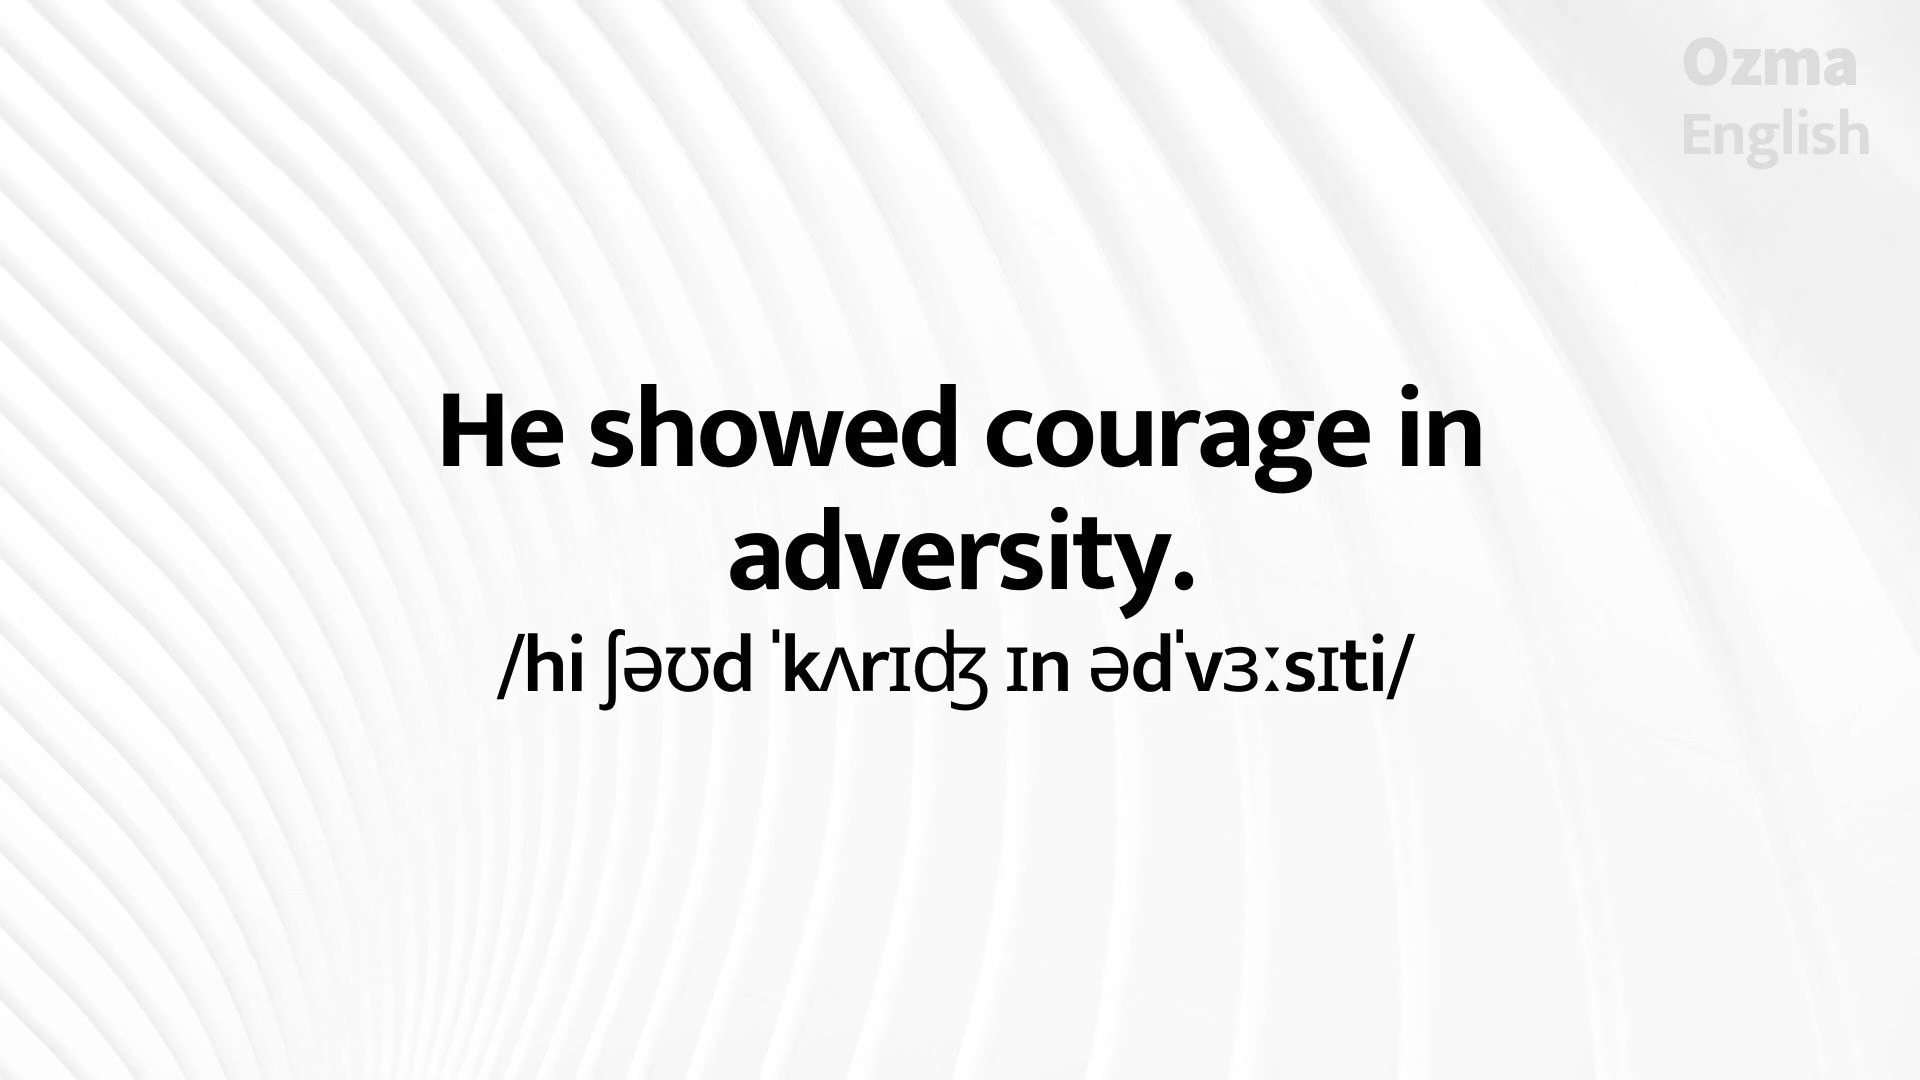 Ozma
English
He showed courage in
adversity.
/hi ʃəʊd ˈkʌrɪʤ ɪn ədˈvɜːsɪti/